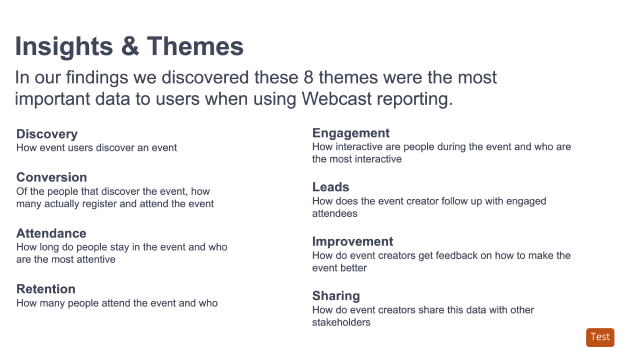 Insights & Themes
In our findings we discovered these 8 themes were the most
important data to users when using Webcast reporting.
Discovery
How event users discover an event
Conversion
Of the people that discover the event, how
many actually register and attend the event
Attendance
How long do people stay in the event and who
are the most attentive
Retention
How many people attend the event and who
Engagement
How interactive are people during the event and who are
the most interactive
Leads
How does the event creator follow up with engaged
attendees
Improvement
How do event creators get feedback on how to make the
event better
Sharing
How do event creators share this data with other
stakeholders
Test